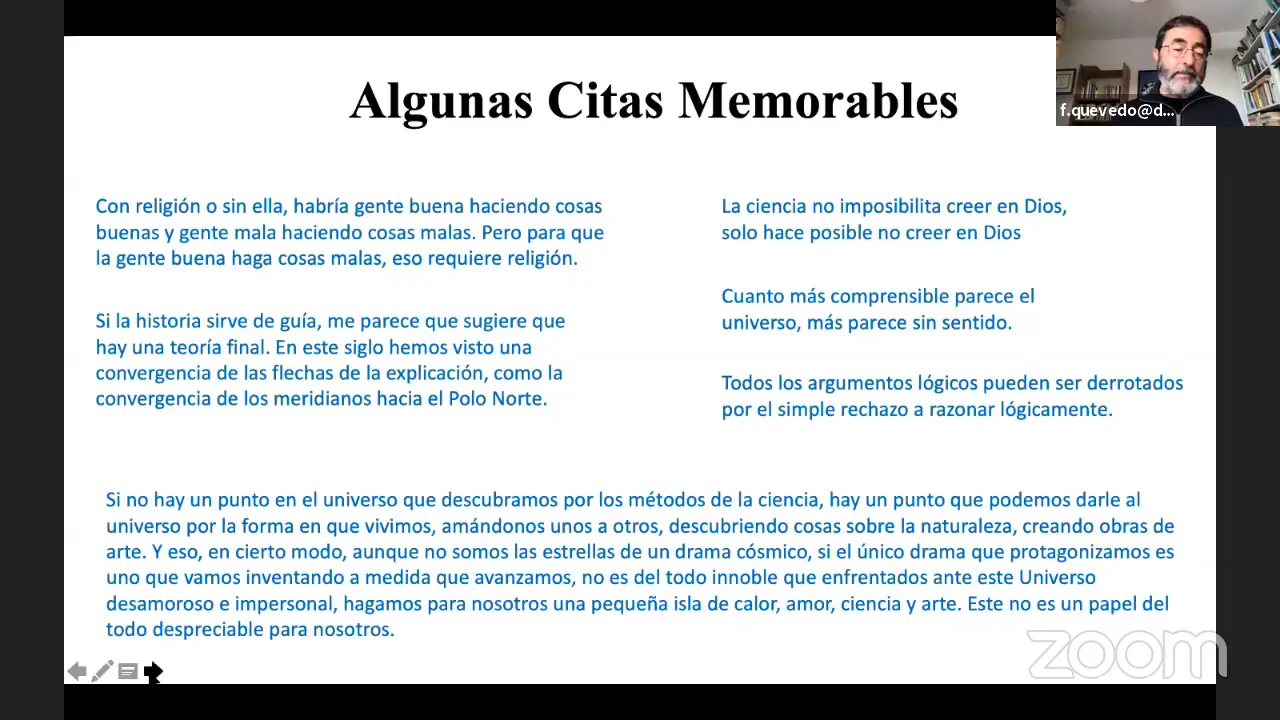 Algunas Citas Memorables
f.quevedo@d...
Con religión o sin ella, habría gente buena haciendo cosas
buenas y gente mala haciendo cosas malas. Pero para que
la gente buena haga cosas malas, eso requiere religión.
Si la historia sirve de guía, me parece que sugiere que
hay una teoría final. En este siglo hemos visto una
convergencia de las flechas de la explicación, como la
convergencia de los meridianos hacia el Polo Norte.
La ciencia no imposibilita creer en Dios,
solo hace posible no creer en Dios
Cuanto más comprensible parece el
universo, más parece sin sentido.
Todos los argumentos lógicos pueden ser derrotados
por el simple rechazo a razonar lógicamente.
Si no hay un punto en el universo que descubramos por los métodos de la ciencia, hay un punto que podemos darle al
universo por la forma en que vivimos, amándonos unos a otros, descubriendo cosas sobre la naturaleza, creando obras de
arte. Y eso, en cierto modo, aunque no somos las estrellas de un drama cósmico, si el único drama que protagonizamos es
uno que vamos inventando a medida que avanzamos, no es del todo innoble que enfrentados ante este Universo
desamoroso e impersonal, hagamos para nosotros una pequeña isla de calor, amor, ciencia y arte. Este no es un papel del
todo despreciable para nosotros.
zoom